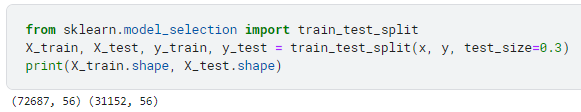 from sklearn.model_selection import train_test_split
X_train, X_test, y_train, y_test = train_test_split(x, y, test_size=0.3)
print(X_train.shape, X_test.shape)
(72687, 56) (31152, 56)